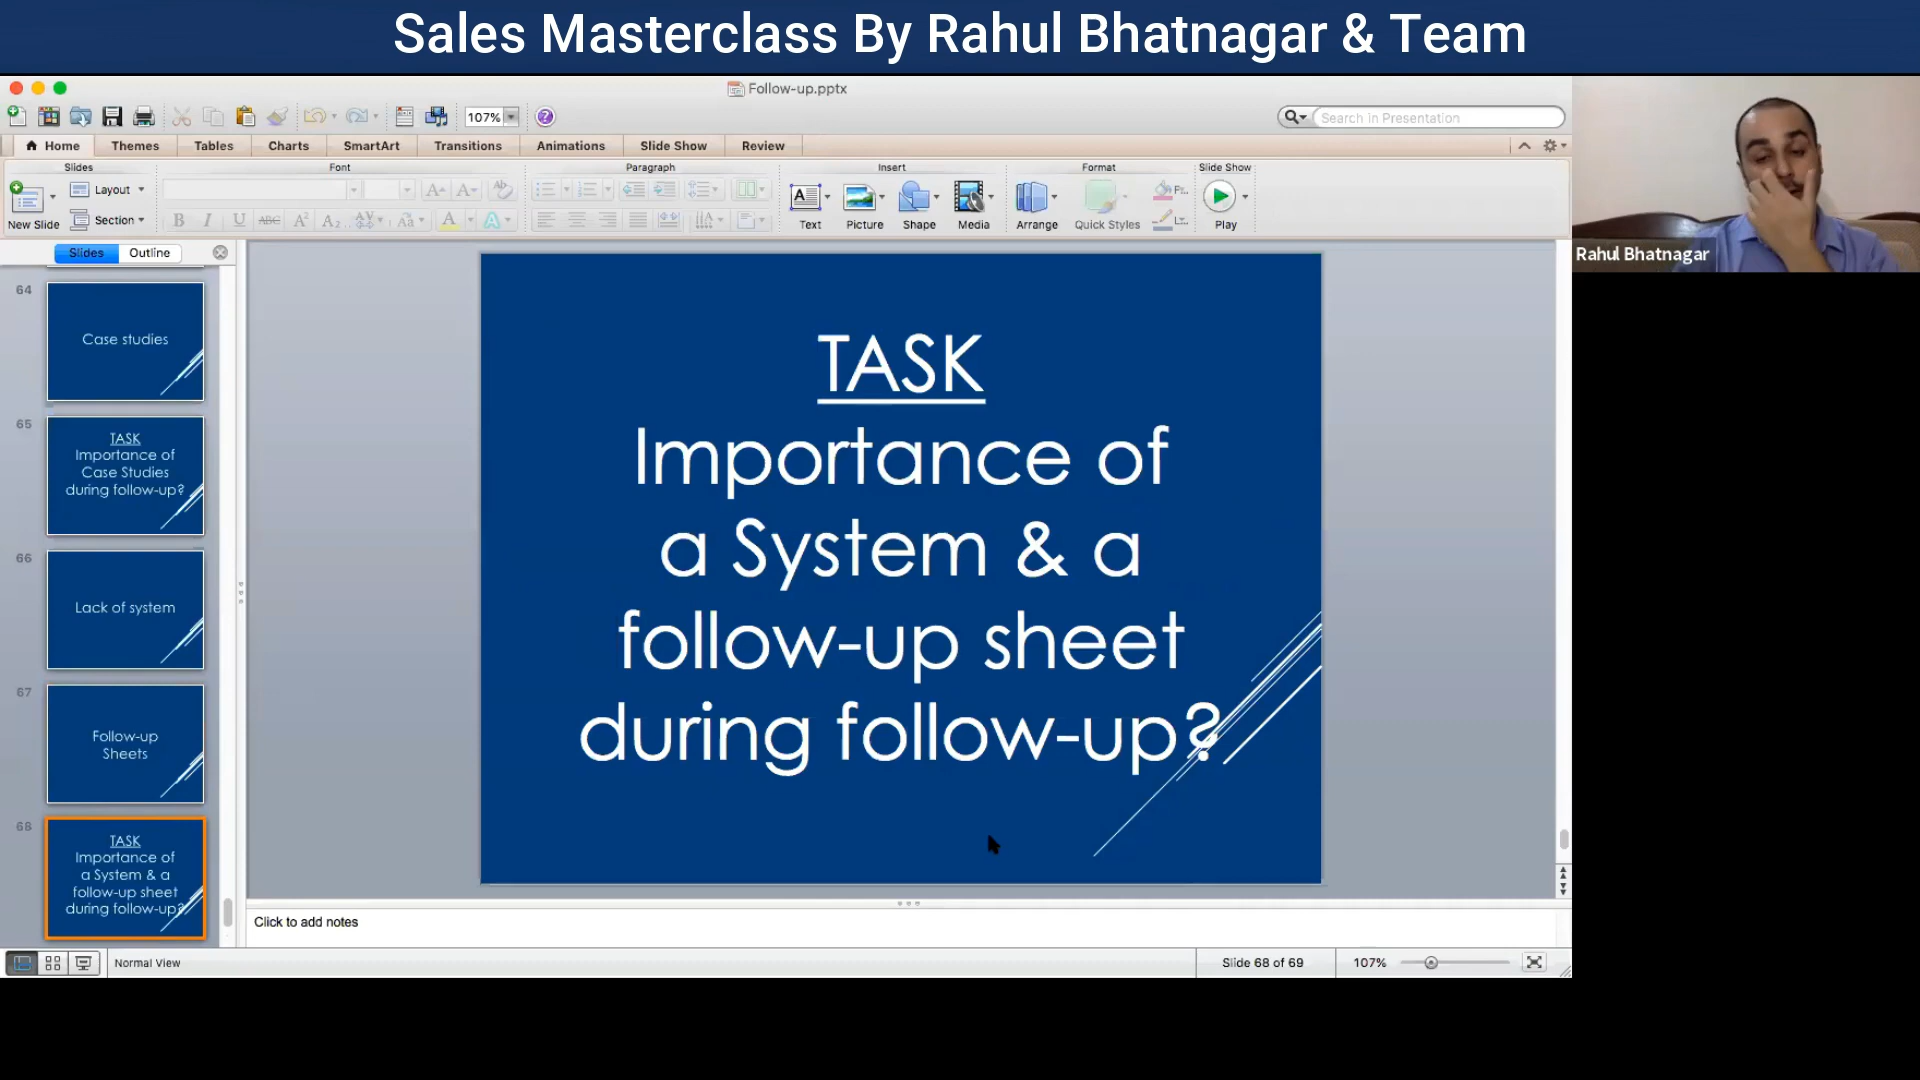 Sales Masterclass By Rahul Bhatnagar & Team
Follow-up.pptx
107%
Search in Presentation
Home
Themes
Tables
Charts
SmartArt
Transitions
Animations
Slide Show
Review
Slides
Font
Paragraph
Insert
Format
Slide Show
New Slide
Layout
Section
Text
Picture
Shape
Media
Arrange
Quick Styles
Play
Slides
Outline
64
Case studies
65
TASK
Importance of
Case Studies
during follow-up?
66
Lack of system
67
Follow-up
Sheets
68
TASK
Importance of
a System & a
follow-up sheet
during follow-up?
TASK
Importance of
a System & a
follow-up sheet
during follow-up?
Click to add notes
Normal View
Slide 68 of 69
107%
Rahul Bhatnagar